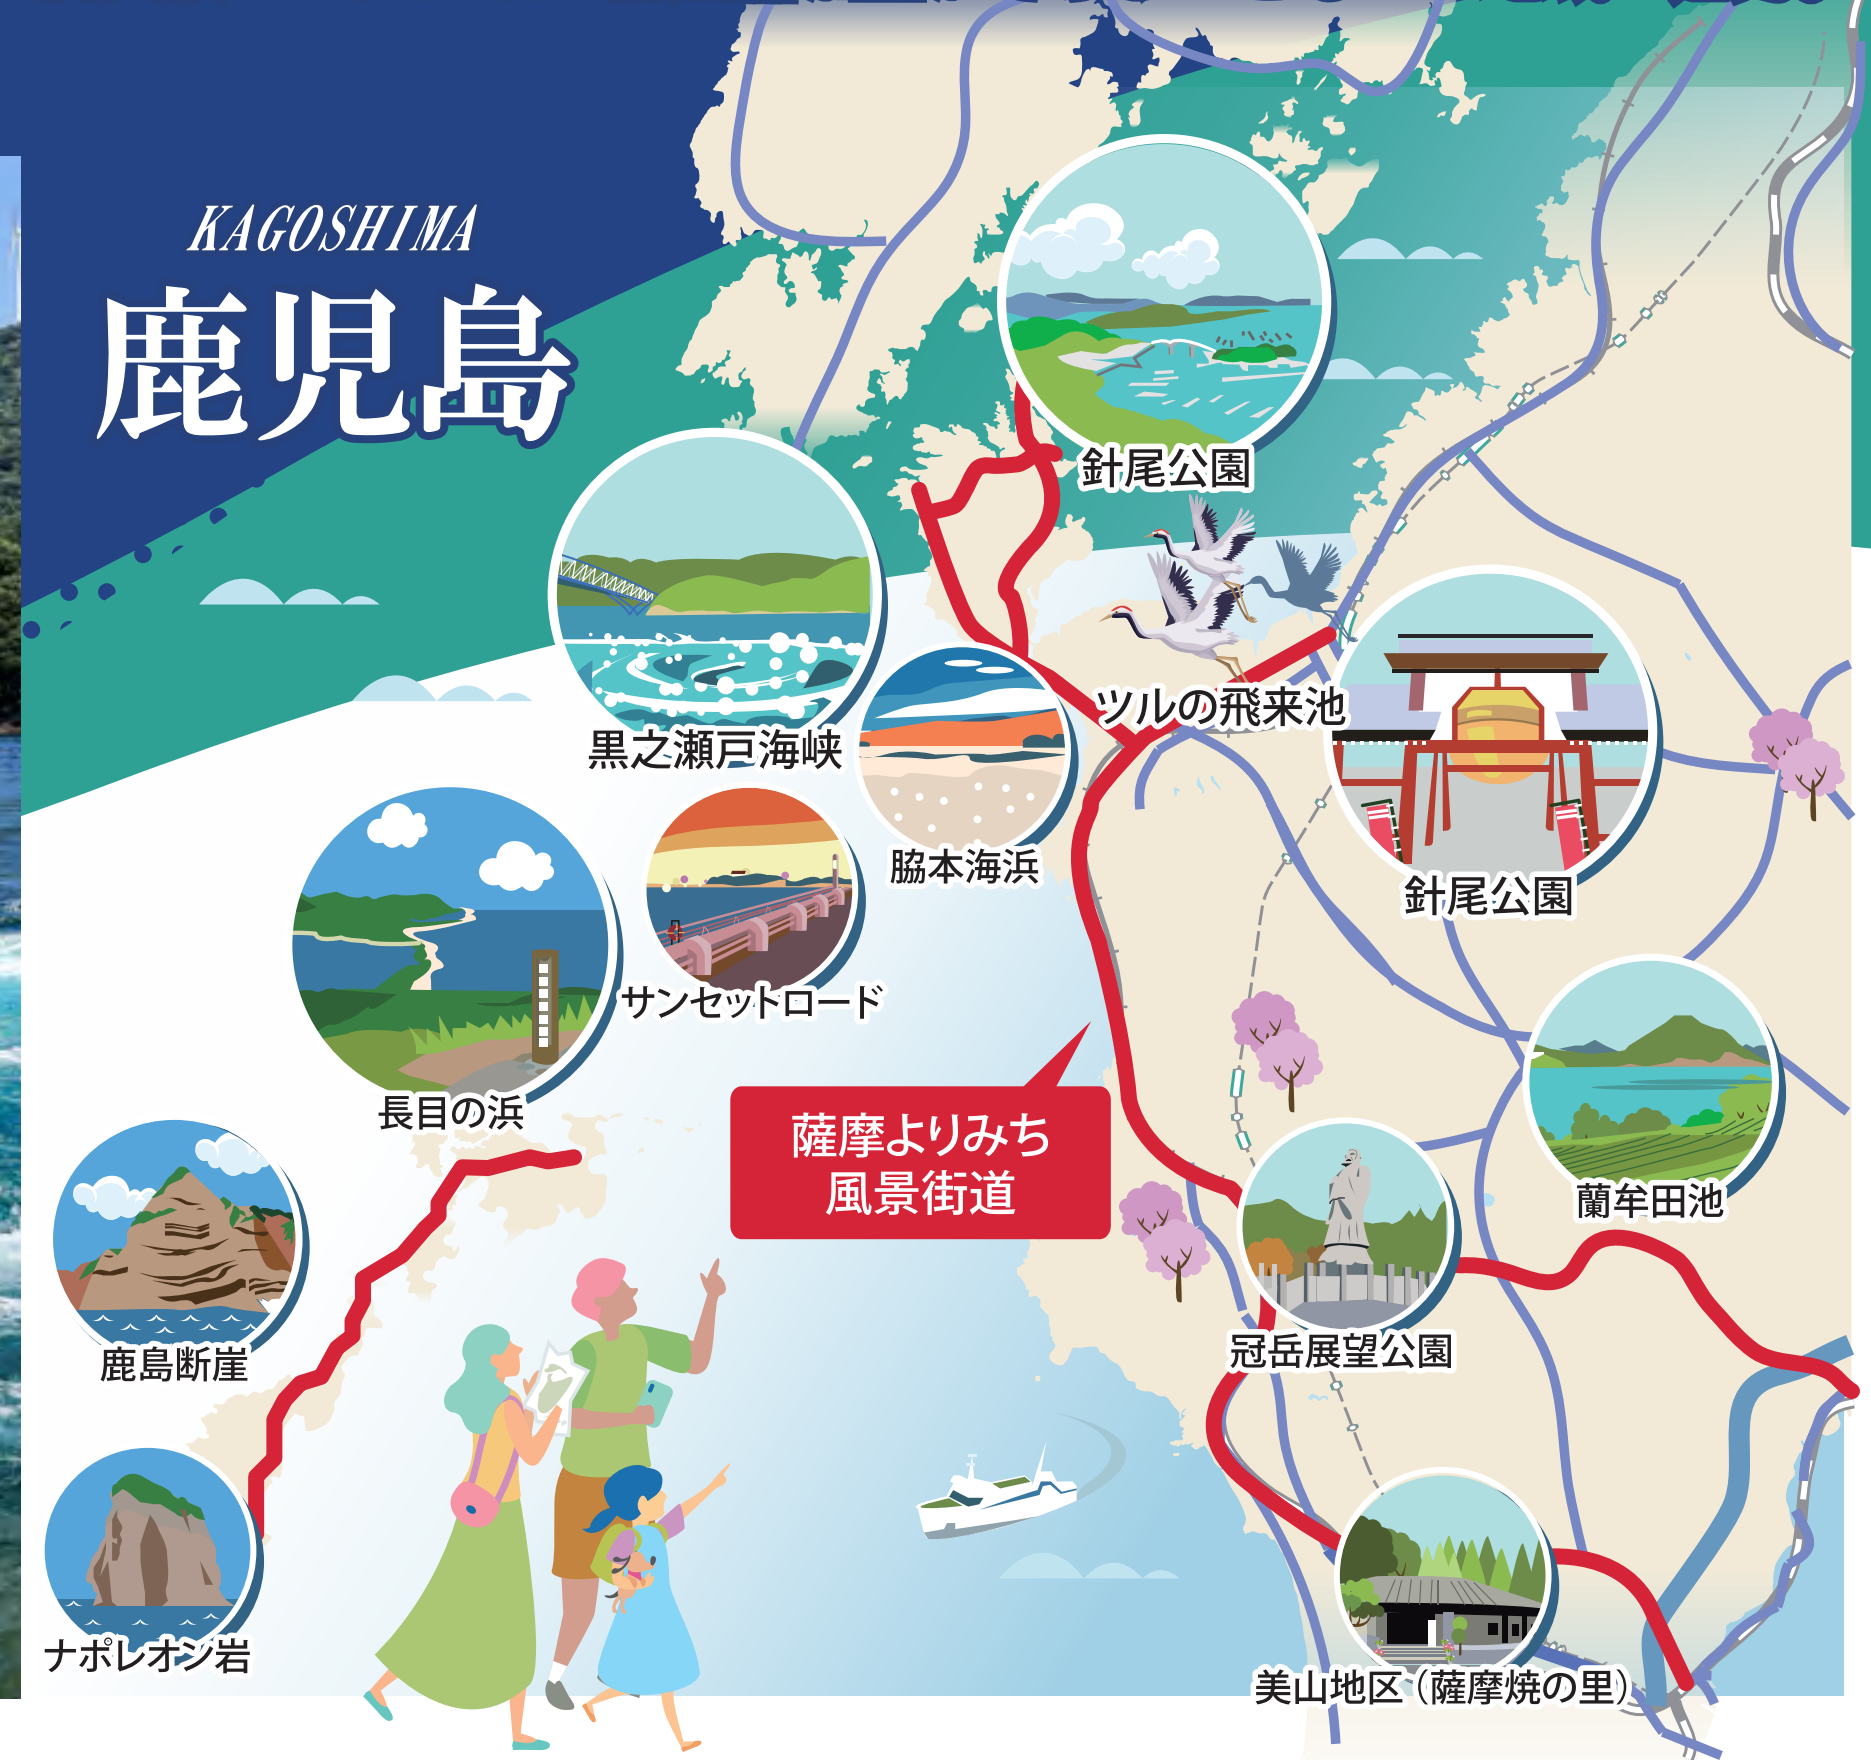 KAGOSHIMA
鹿児島
針尾公園
黒之瀬戸海峡
ツルの飛来池
脇本海浜
針尾公園
サンセットロード
長目の浜
薩摩よりみち
風景街道
蘭牟田池
鹿島断崖
冠岳展望公園
ナポレオン岩
美山地区（薩摩焼の里）